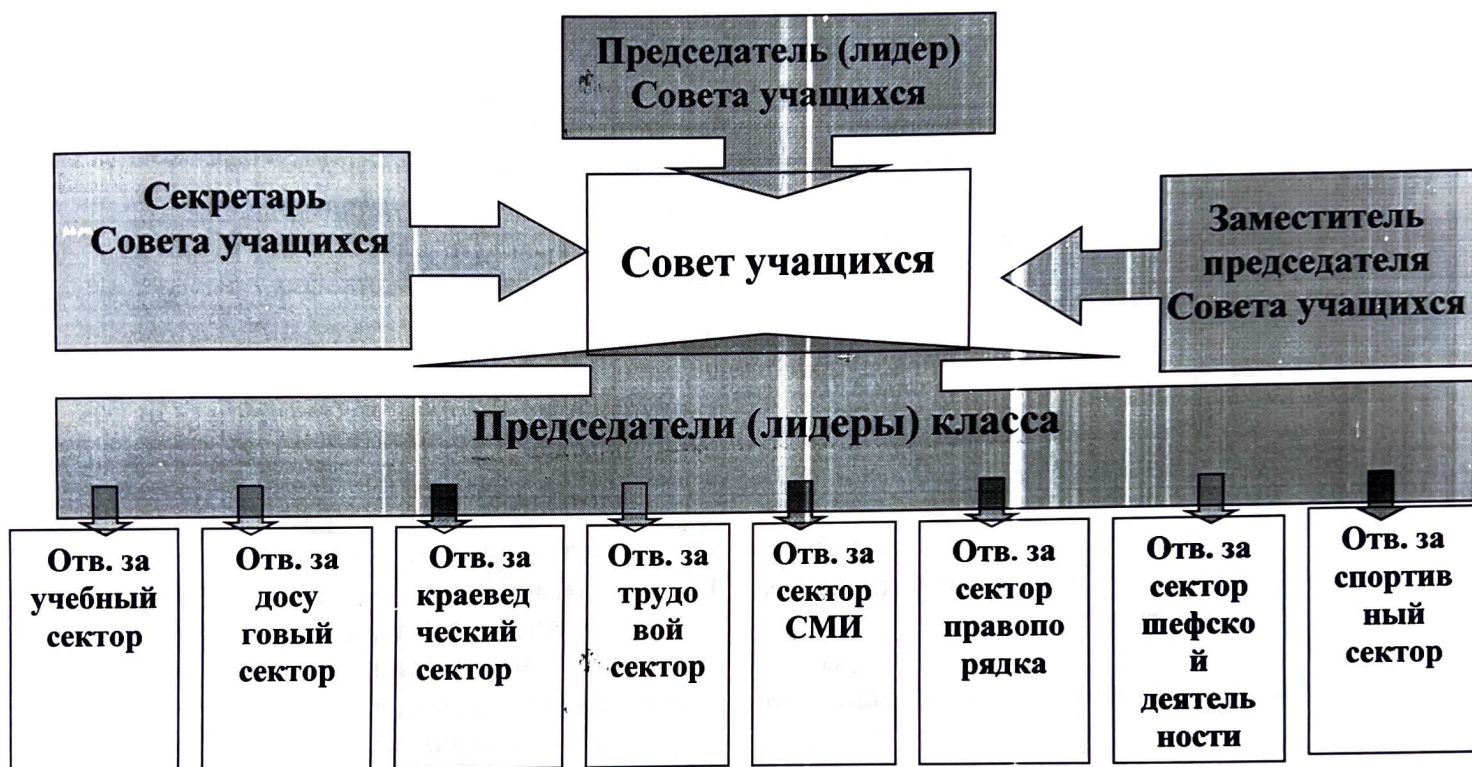 Председатель (лидер)
Совета учащихся
Секретарь
Совета учащихся
Совет учащихся
Заместитель
председателя
Совета учащихся
Председатели (лидеры) класса
Отв. за
учебный
сектор
Отв. за
досу
говый
сектор
Отв. за
краевед
ческий
сектор
Отв. за
трудо
вой
сектор
Отв. за
сектор
СМИ
Отв. за
сектор
правопо
рядка
Отв. за
сектор
шефско
й
деятель
ности
Отв. за
спортив
ный
сектор